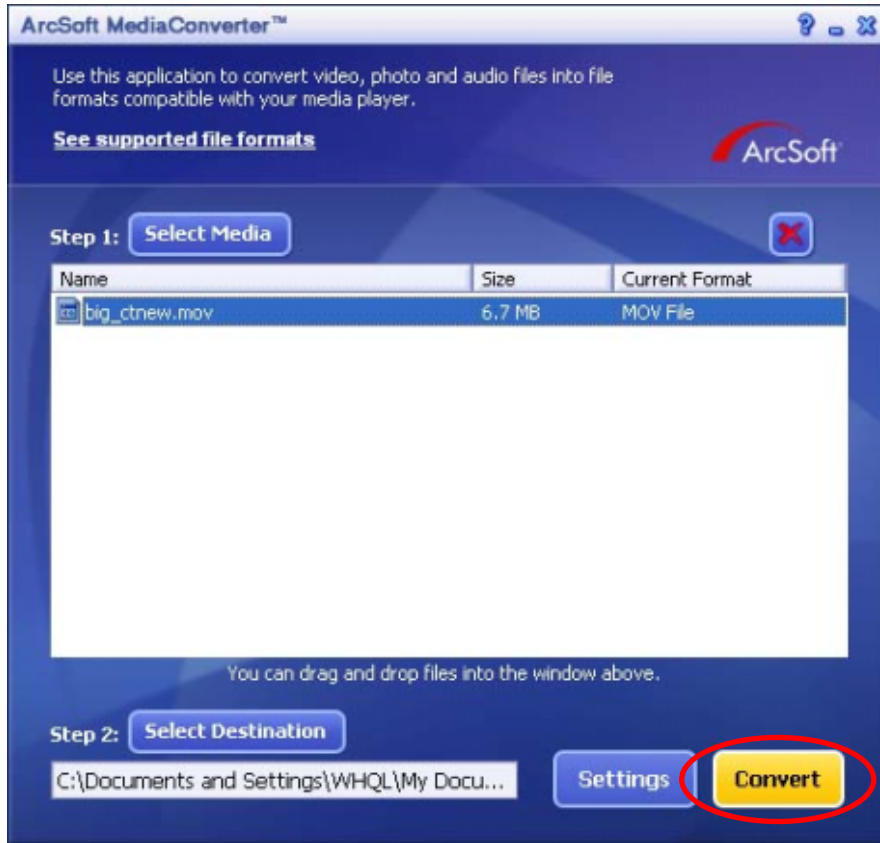 ArcSoft MediaConverter™
Use this application to convert video, photo and audio files into file
formats compatible with your media player.
See supported file formats
ArcSoft
Step 1: Select Media
Name Size Current Format
big_ctnew.mov 6.7 MB MOV File
You can drag and drop files into the window above.
Step 2: Select Destination
C:\Documents and Settings\WHQL\My Docu... Settings Convert